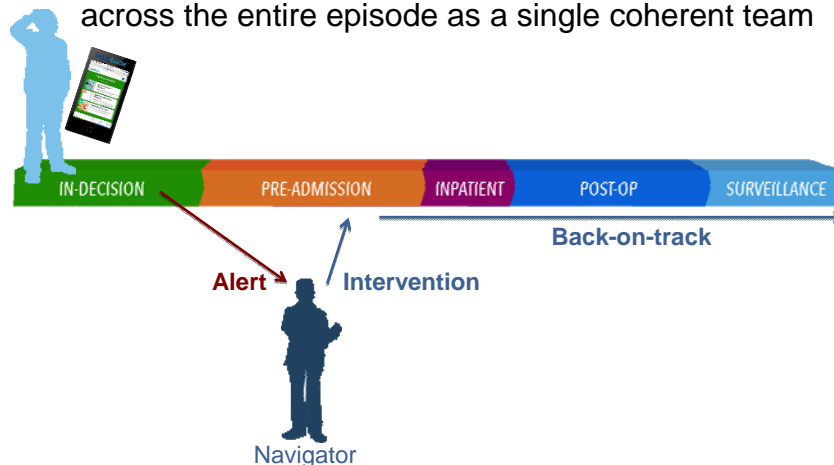 across the entire episode as a single coherent team
IN-DECISION PRE-ADMISSION INPATIENT POST-OP SURVEILLANCE
Back-on-track
Alert Intervention
Navigator